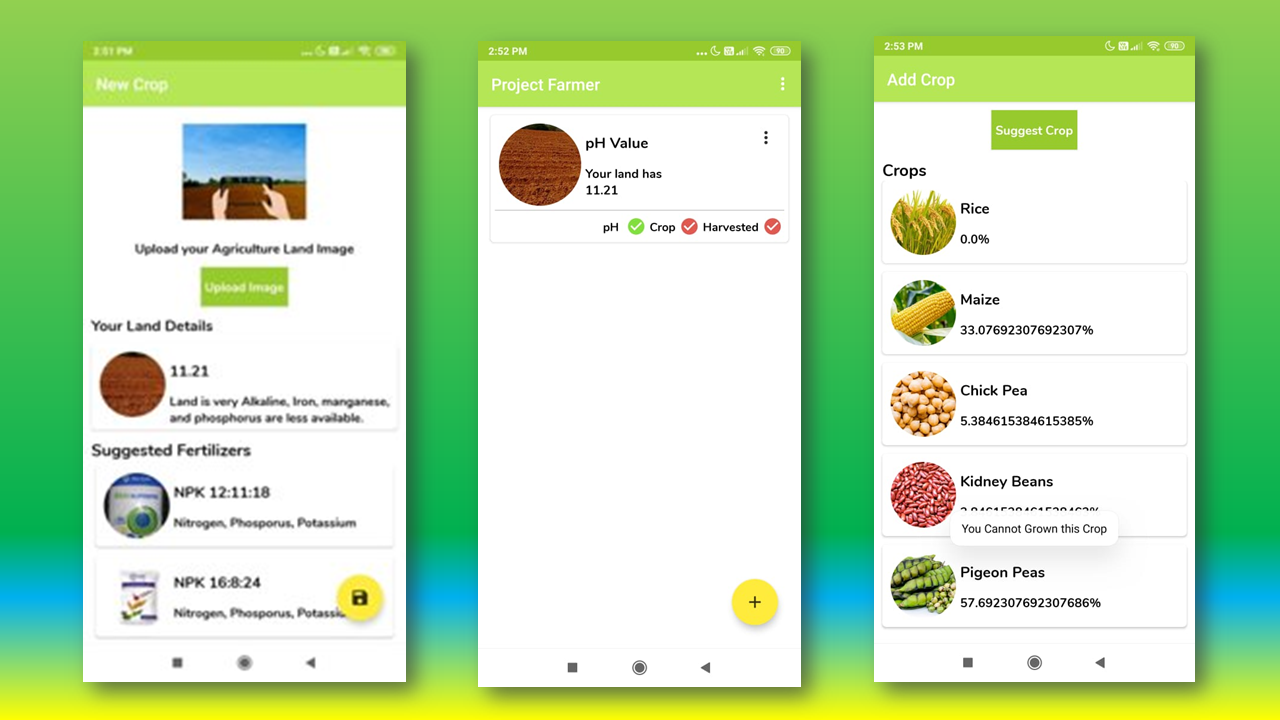 2:51 PM
New Crop
Upload your Agriculture Land Image
Upload Image
Your Land Details
11.21
Land is very Alkaline, Iron, manganese,
and phosphorus are less available.
Suggested Fertilizers
NPK 12:11:18
Nitrogen, Phosporus, Potassium
NPK 16:8:24
Nitrogen, Phosporus,
2:52 PM
90
Project Farmer
pH Value
Your land has
11.21
pH Crop Harvested
2:53 PM
90
Add Crop
Suggest Crop
Crops
Rice
0.0%
Maize
33.07692307692307%
Chick Pea
5.384615384615385%
Kidney Beans
You Cannot Grown this Crop
Pigeon Peas
57.692307692307686%